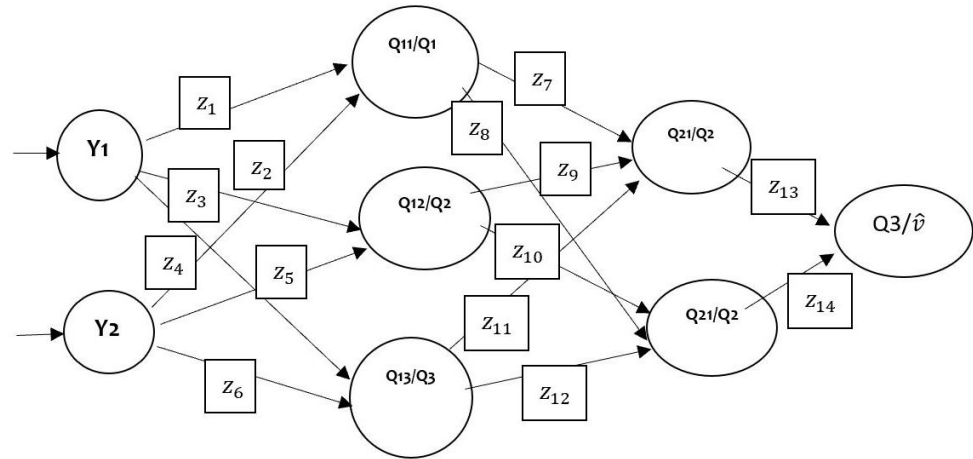 Y1
Y2
z₁
z₂
z₃
z₄
z₅
z₆
Q11/Q1
Q12/Q2
Q13/Q3
z₇
z₈
z₉
z₁₀
z₁₁
z₁₂
Q21/Q2
Q21/Q2
z₁₃
z₁₄
Q3/v̂